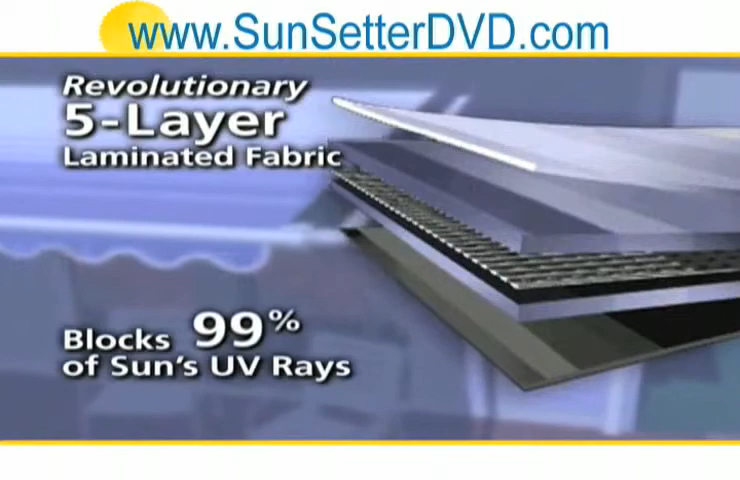 www.SunSetterDVD.com
Revolutionary
5-Layer
Laminated Fabric
Blocks 99%
of Sun's UV Rays